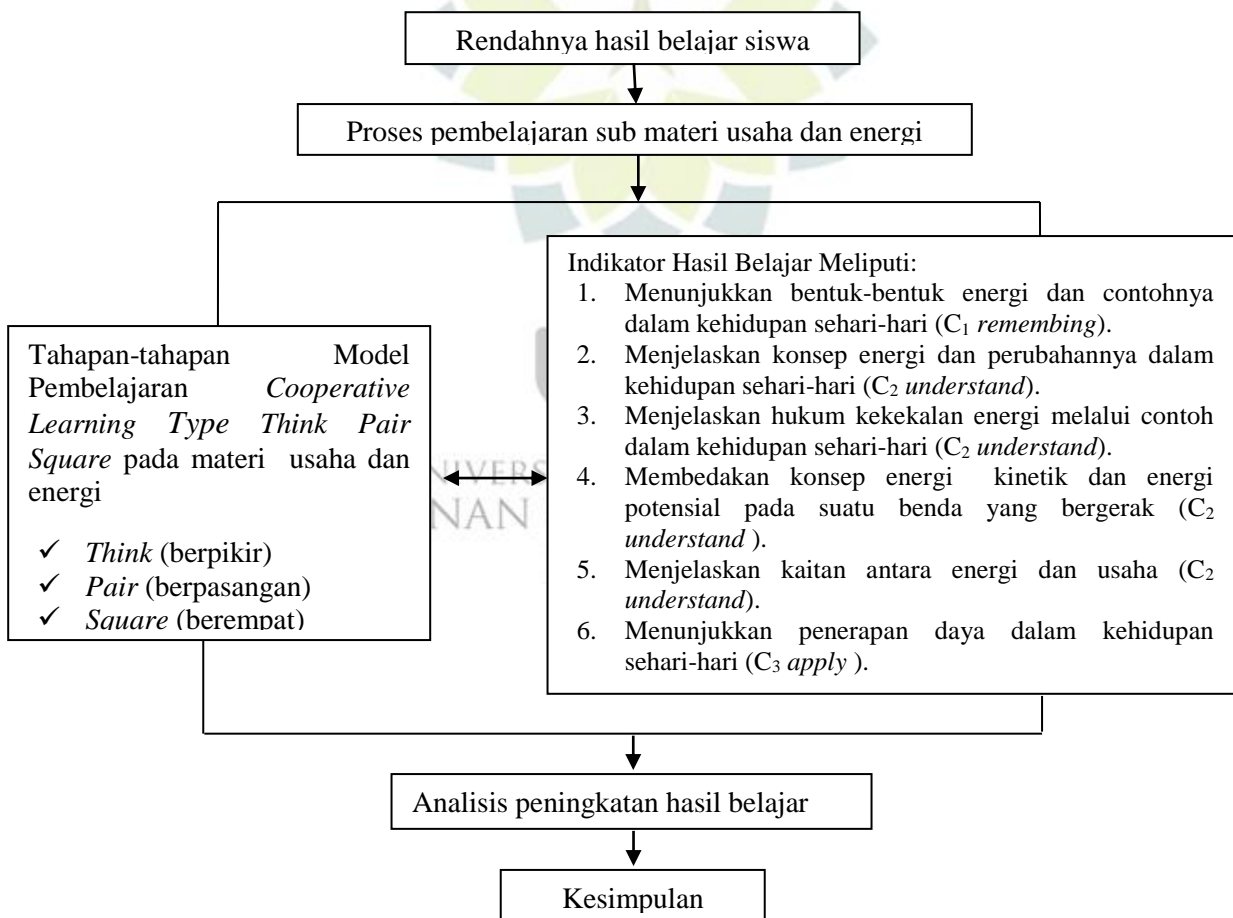 Rendahnya hasil belajar siswa
Proses pembelajaran sub materi usaha dan energi
Tahapan-tahapan Model
Pembelajaran Cooperative
Learning Type Think Pair
Square pada materi usaha dan
energi
✓ Think (berpikir)
✓ Pair (berpasangan)
✓ Square (berempat)
Indikator Hasil Belajar Meliputi:
1. Menunjukkan bentuk-bentuk energi dan contohnya
dalam kehidupan sehari-hari (C₁ remembing).
2. Menjelaskan konsep energi dan perubahannya dalam
kehidupan sehari-hari (C₂ understand).
3. Menjelaskan hukum kekekalan energi melalui contoh
dalam kehidupan sehari-hari (C₂ understand).
4. Membedakan konsep energi kinetik dan energi
potensial pada suatu benda yang bergerak (C₂
understand ).
5. Menjelaskan kaitan antara energi dan usaha (C₂
understand).
6. Menunjukkan penerapan daya dalam kehidupan
sehari-hari (C₃ apply ).
Analisis peningkatan hasil belajar
Kesimpulan